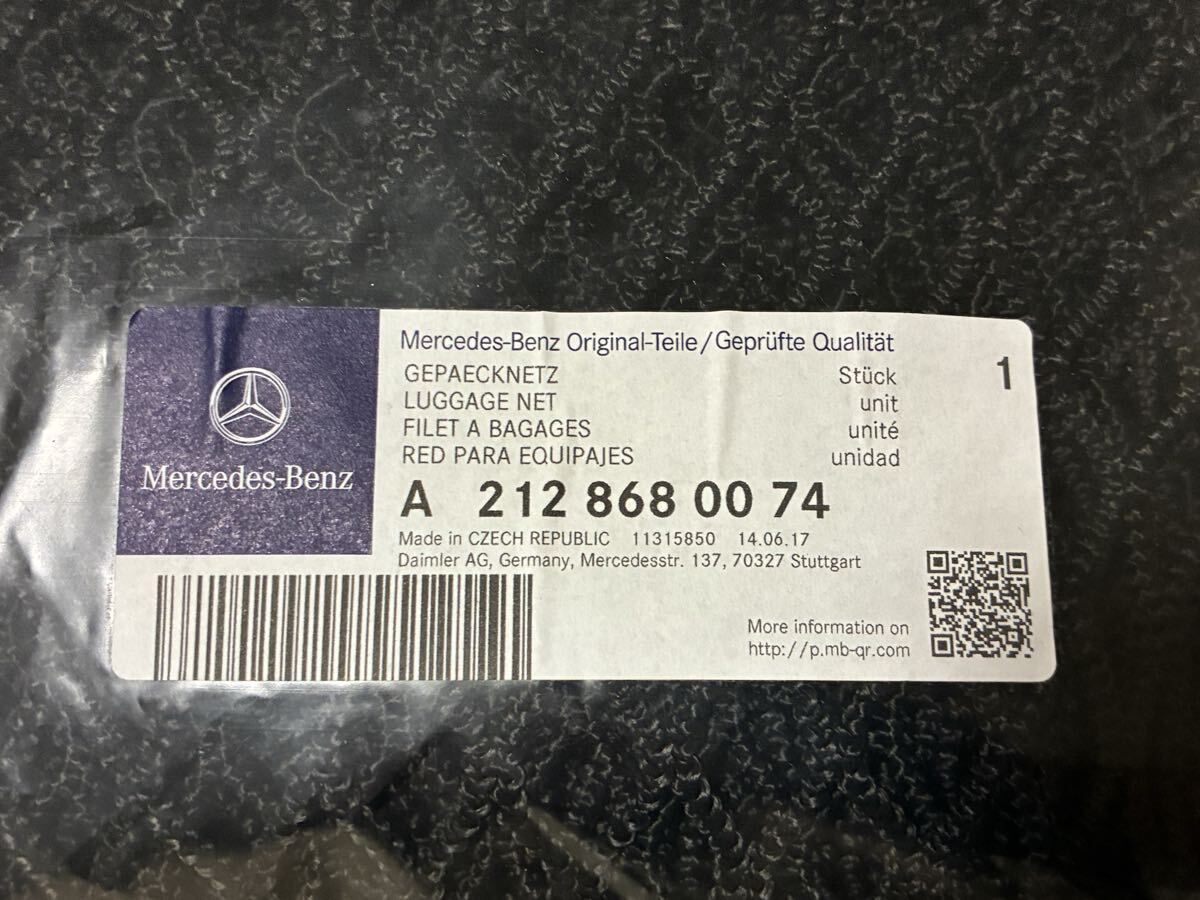 Mercedes-Benz
Mercedes-Benz Original-Teile/Geprüfte Qualität
GEPAECKNETZ Stück 1
LUGGAGE NET unit
FILET A BAGAGES unité
RED PARA EQUIPAJES unidad
A 212 868 00 74
Made in CZECH REPUBLIC 11315850 14.06.17
Daimler AG, Germany, Mercedesstr. 137, 70327 Stuttgart
More information on
http://p.mb-qr.com